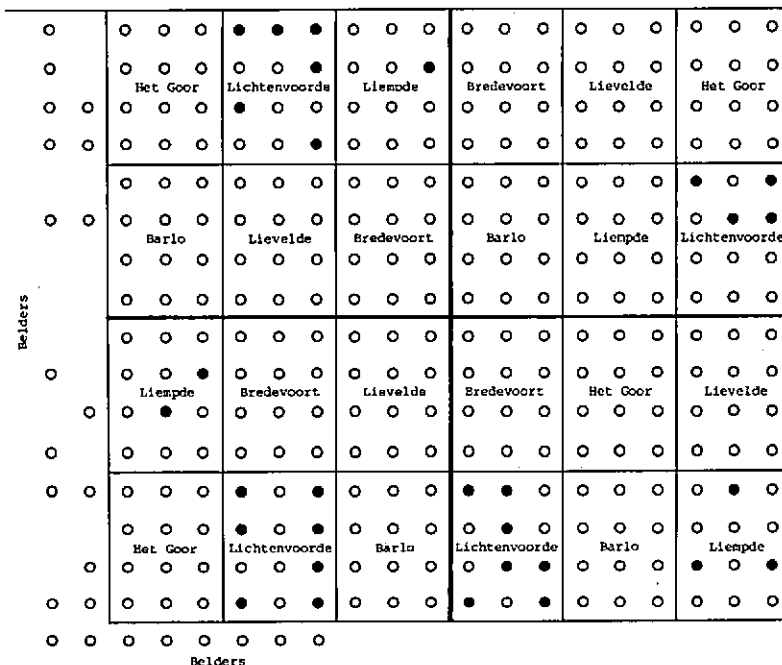 Het Goor Lichtenvoorde Liempde Bredevoort Lievelde Het Goor
Barlo Lievelde Bredevoort Barlo Liempde Lichtenvoorde
Belders
Liempde Bredevoort Lievelde Bredevoort Het Goor Lievelde
Het Goor Lichtenvoorde Barlo Lichtenvoorde Barlo Liempde
Belders